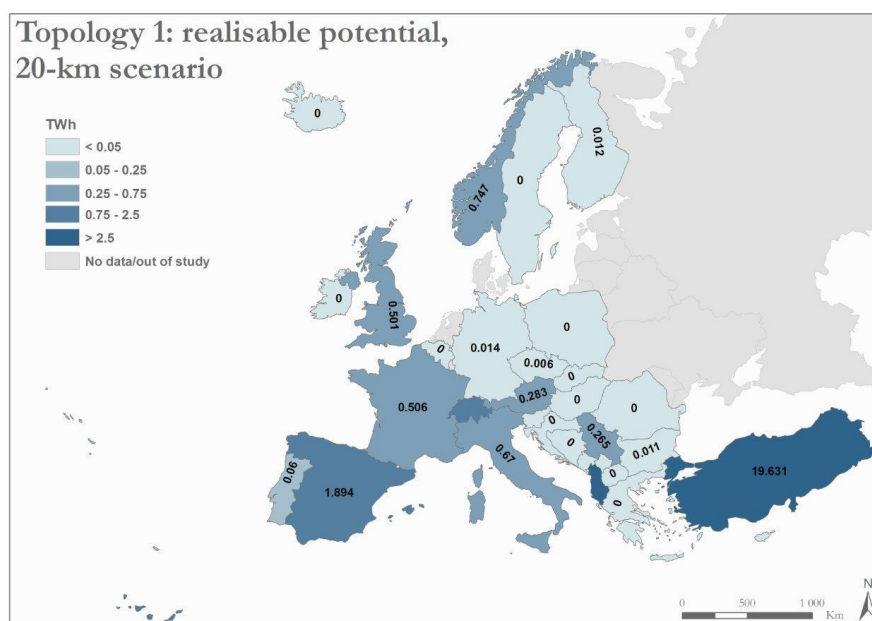 Topology 1: realisable potential,
20-km scenario
TWh
< 0.05
0.05 - 0.25
0.25 - 0.75
0.75 - 2.5
> 2.5
No data/out of study
0
0.012
0
0.747
0
0.501
0
0.014
0
0.006
0
0.283
0
0
0.506
0
0
0.265
0.011
0.67
0
0
0.06
1.894
19.631
N
0 500 1 000
Km